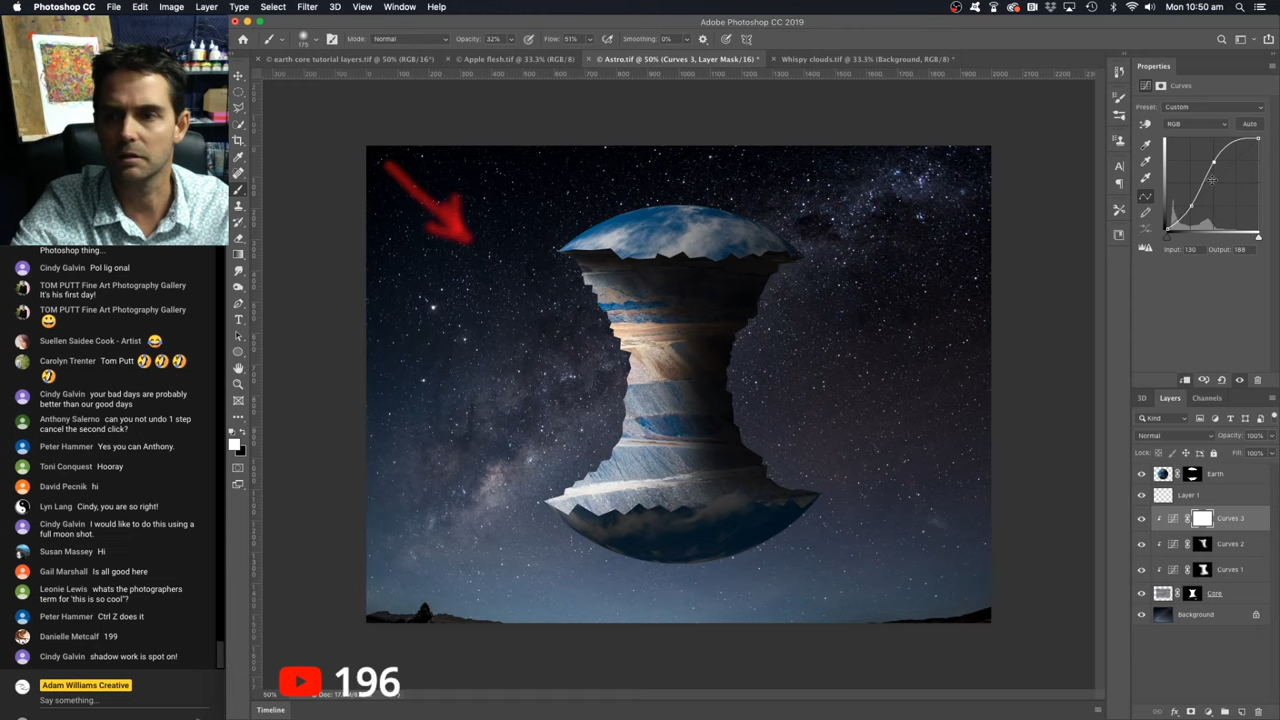 Photoshop CC File Edit Image Layer Type Select Filter 3D View Window Help
Mon 10:50 am
Adobe Photoshop CC 2019
175 Mode: Normal Opacity: 32% Flow: 51% Smoothing: 0%
© earth core tutorial layers.tif @ 50% (RGB/16*) × © Apple flesh.tif @ 33.3% (RGB/8) × © Astro.tif @ 50% (Curves 3, Layer Mask/16) * × Whispy clouds.tif @ 33.3% (Background, RGB/8) *
Properties
Curves
Preset: Custom
RGB Auto
Input: 130 Output: 188
3D Layers Channels
Kind
Normal Opacity: 100%
Lock: Fill: 100%
Earth
Layer 1
Curves 3
Curves 2
Curves 1
Core
Background
Photoshop thing...
Cindy Galvin Pol lig onal
TOM PUTT Fine Art Photography Gallery
It's his first day!
TOM PUTT Fine Art Photography Gallery
😀
Suellen Saidee Cook - Artist 😂
Carolyn Trenter Tom Putt 🤣🤣🤣
🤣
Cindy Galvin your bad days are probably
better than our good days
Anthony Salerno can you not undo 1 step
cancel the second click?
Peter Hammer Yes you can Anthony.
Toni Conquest Hooray
David Pecnik hi
Lyn Lang Cindy, you are so right!
Cindy Galvin I would like to do this using a
full moon shot.
Susan Massey Hi
Gail Marshall Is all good here
Leonie Lewis whats the photographers
term for 'this is so cool"?
Peter Hammer Ctrl Z does it
Danielle Metcalf 199
Cindy Galvin shadow work is spot on!
Adam Williams Creative
Say something...
196
50%
Timeline